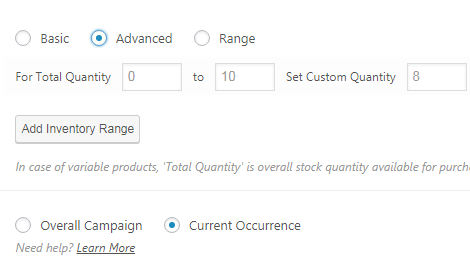 Basic Advanced Range
For Total Quantity 0 to 10 Set Custom Quantity 8
Add Inventory Range
In case of variable products, 'Total Quantity' is overall stock quantity available for purch
Overall Campaign Current Occurrence
Need help? Learn More